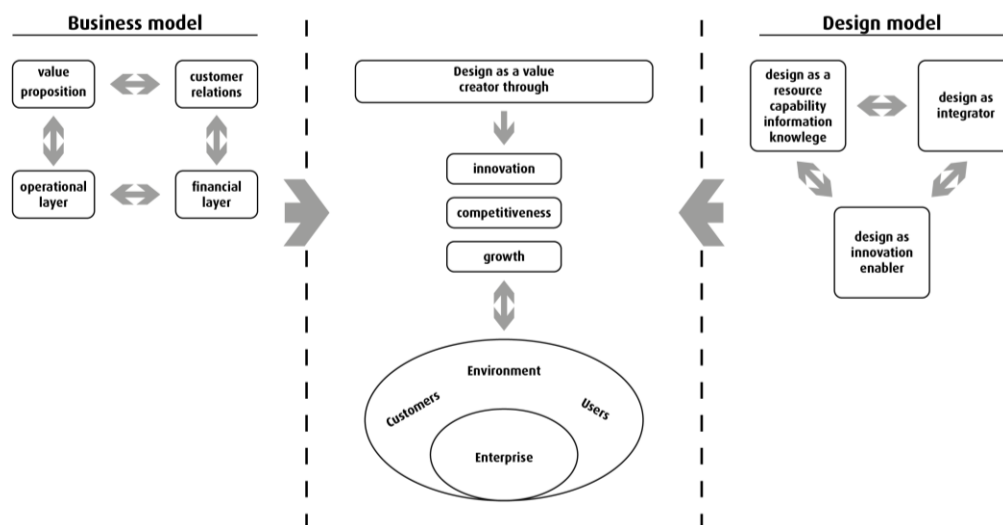 Business model
value
proposition
customer
relations
operational
layer
financial
layer
Design as a value
creator through
innovation
competitiveness
growth
Environment
Customers
Users
Enterprise
Design model
design as a
resource
capability
information
knowlege
design as
integrator
design as
innovation
enabler